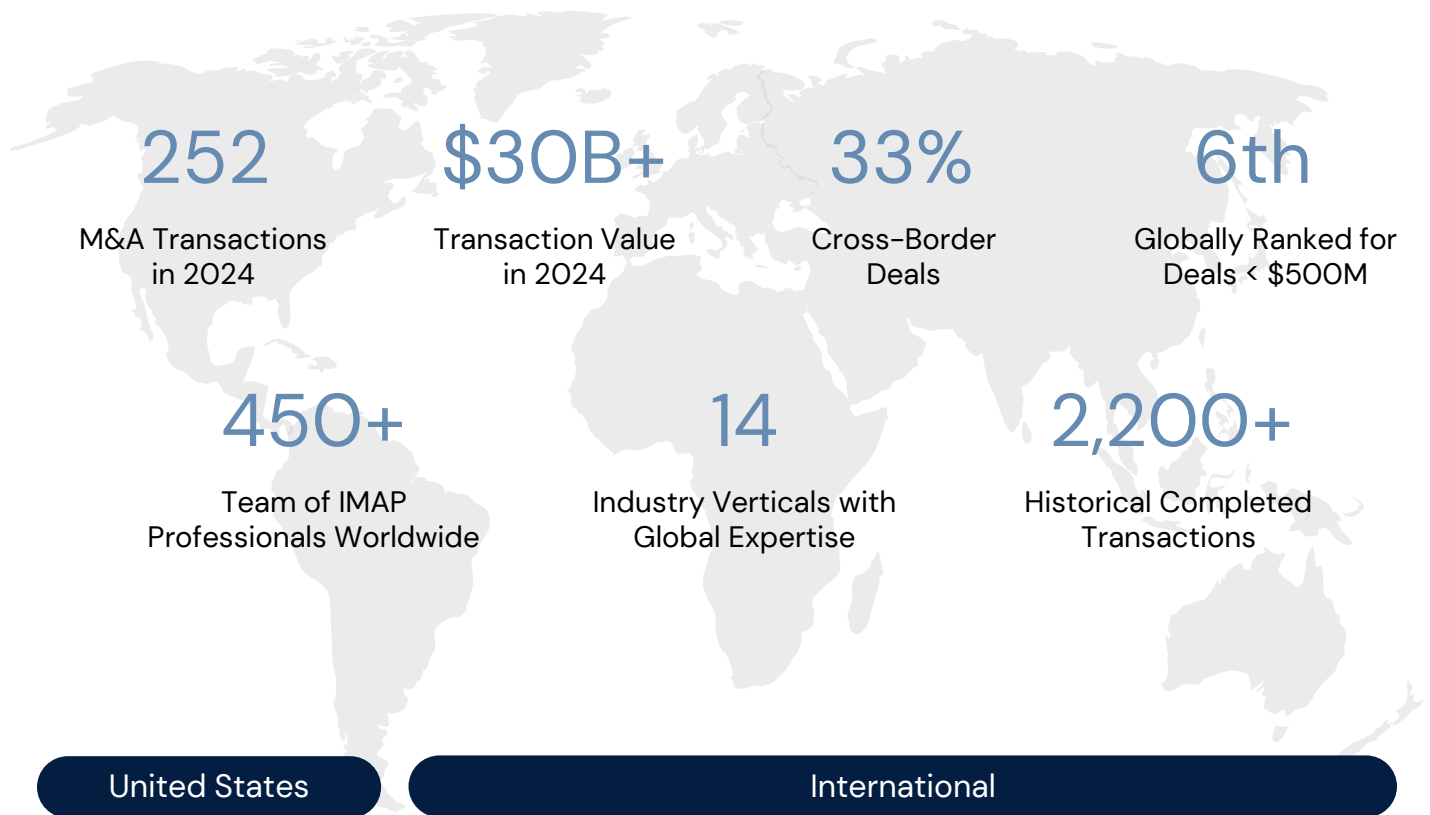 252
M&A Transactions
in 2024
$30B+
Transaction Value
in 2024
33%
Cross-Border
Deals
6th
Globally Ranked for
Deals < $500M
450+
Team of IMAP
Professionals Worldwide
14
Industry Verticals with
Global Expertise
2,200+
Historical Completed
Transactions
United States
International